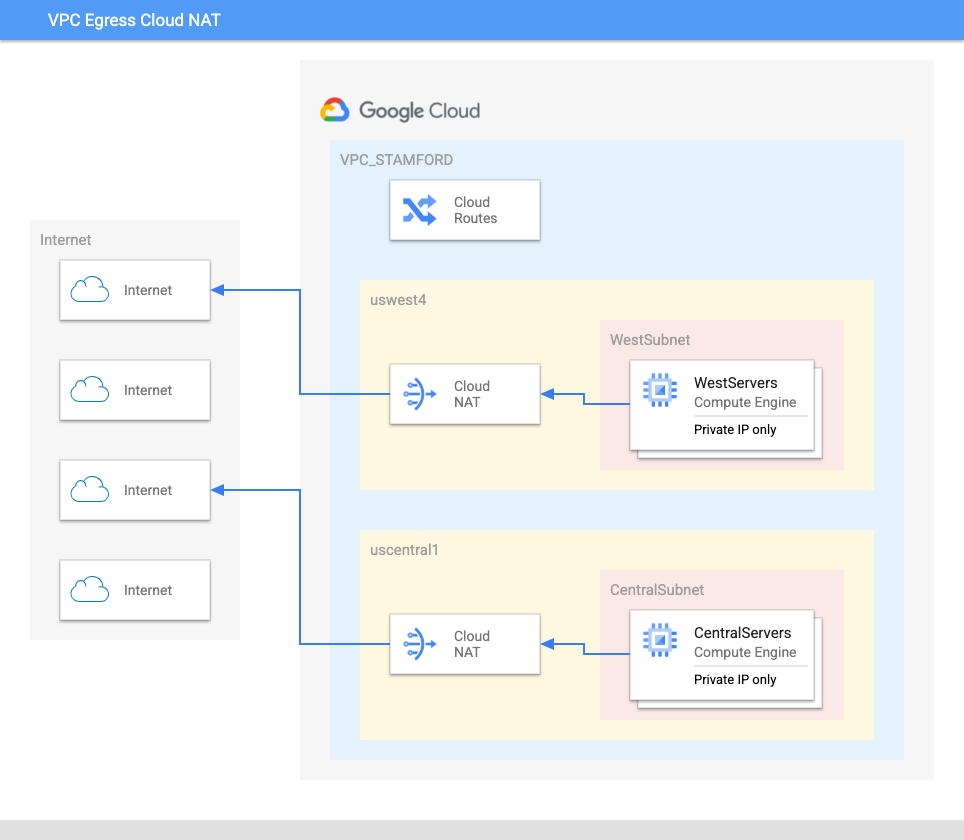 VPC Egress Cloud NAT
Google Cloud
VPC_STAMFORD
Cloud
Routes
Internet
Internet
Internet
Internet
Internet
uswest4
Cloud
NAT
WestSubnet
WestServers
Compute Engine
Private IP only
uscentral1
Cloud
NAT
CentralSubnet
CentralServers
Compute Engine
Private IP only